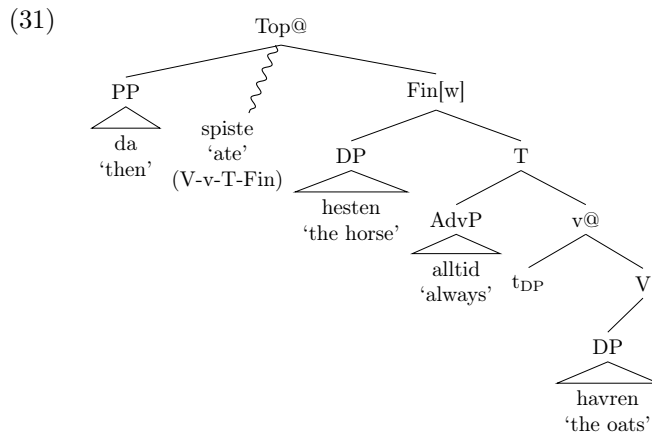 (31)
Top@
PP
Fin[w]
da
‘then’
spiste
‘ate’
(V-v-T-Fin)
DP
T
hesten
‘the horse’
AdvP
v@
alltid
‘always’
tDP
V
DP
havren
‘the oats’